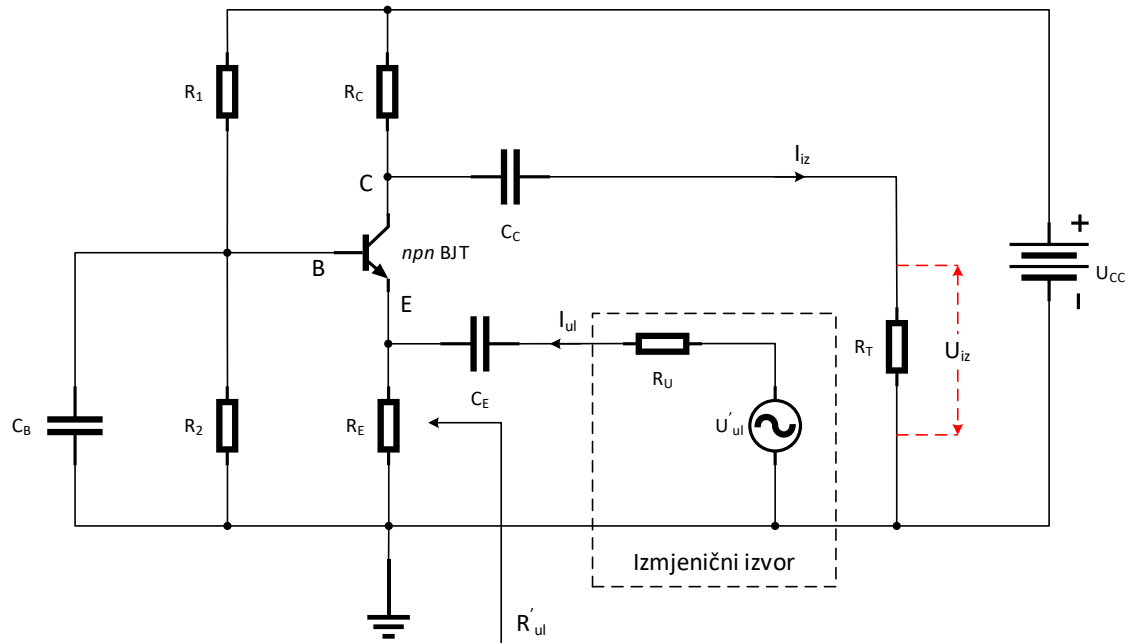 R1
RC
C
CC
Iiz
npn BJT
B
E
+
UCC
-
CB
R2
RE
CE
Iul
RU
U'ul
RT
Uiz
Izmjenični izvor
R'ul